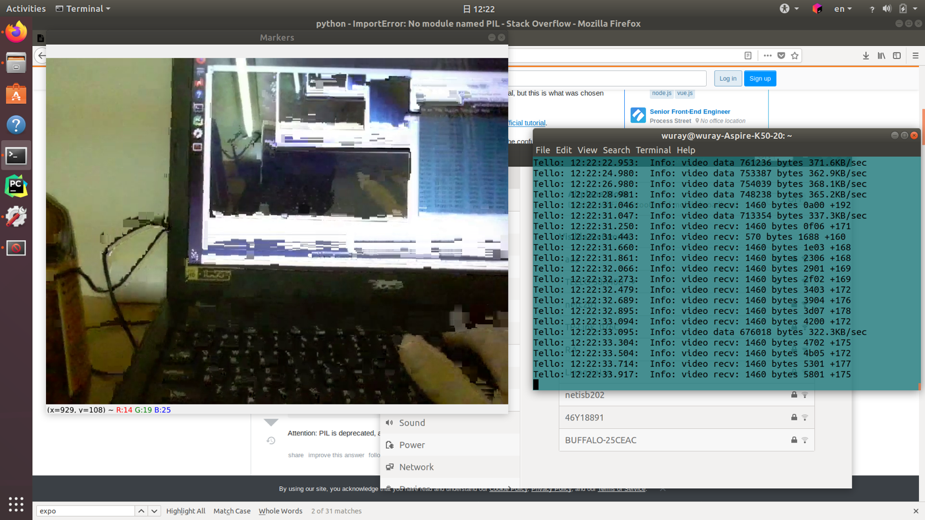 Activities
Terminal
日 12:22
en
python - ImportError: No module named PIL - Stack Overflow - Mozilla Firefox
Markers
Log in
Sign up
al, but this is what was chosen
node.js
vue.js
Senior Front-End Engineer
Process Street
No office location
official tutorial.
wuray@wuray-Aspire-K50-20: ~
File Edit View Search Terminal Help
Tello: 12:22:22.953: Info: video data 761236 bytes 371.6KB/sec
Tello: 12:22:24.980: Info: video data 753387 bytes 362.9KB/sec
Tello: 12:22:26.980: Info: video data 754039 bytes 368.1KB/sec
Tello: 12:22:28.981: Info: video data 748238 bytes 365.2KB/sec
Tello: 12:22:31.046: Info: video recv: 1460 bytes 0a00 +192
Tello: 12:22:31.047: Info: video data 713354 bytes 337.3KB/sec
Tello: 12:22:31.250: Info: video recv: 1460 bytes 0f06 +171
Tello: 12:22:31.443: Info: video recv: 570 bytes 1688 +160
Tello: 12:22:31.660: Info: video recv: 1460 bytes 1e03 +168
Tello: 12:22:31.861: Info: video recv: 1460 bytes 2306 +168
Tello: 12:22:32.066: Info: video recv: 1460 bytes 2901 +169
Tello: 12:22:32.273: Info: video recv: 1460 bytes 2f02 +169
Tello: 12:22:32.479: Info: video recv: 1460 bytes 3403 +172
Tello: 12:22:32.689: Info: video recv: 1460 bytes 3904 +176
Tello: 12:22:32.895: Info: video recv: 1460 bytes 3d07 +178
Tello: 12:22:33.094: Info: video recv: 1460 bytes 4200 +172
Tello: 12:22:33.095: Info: video data 676018 bytes 322.3KB/sec
Tello: 12:22:33.304: Info: video recv: 1460 bytes 4702 +175
Tello: 12:22:33.504: Info: video recv: 1460 bytes 4b05 +172
Tello: 12:22:33.714: Info: video recv: 1460 bytes 5301 +177
Tello: 12:22:33.917: Info: video recv: 1460 bytes 5801 +175
netisb202
46Y18891
BUFFALO-25CEAC
(x=929, y=108) ~ R:14 G:19 B:25
Sound
Power
Network
Attention: PIL is deprecated, a
share improve this answer follo
By using our site, you acknowledge that you have read and understand our Cookie Policy, Privacy Policy, and our Terms of Service.
expo
Highlight All
Match Case
Whole Words
2 of 31 matches